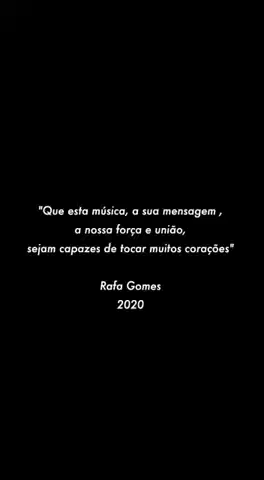 "Que esta música, a sua mensagem ,
a nossa força e união,
sejam capazes de tocar muitos corações"
Rafa Gomes
2020